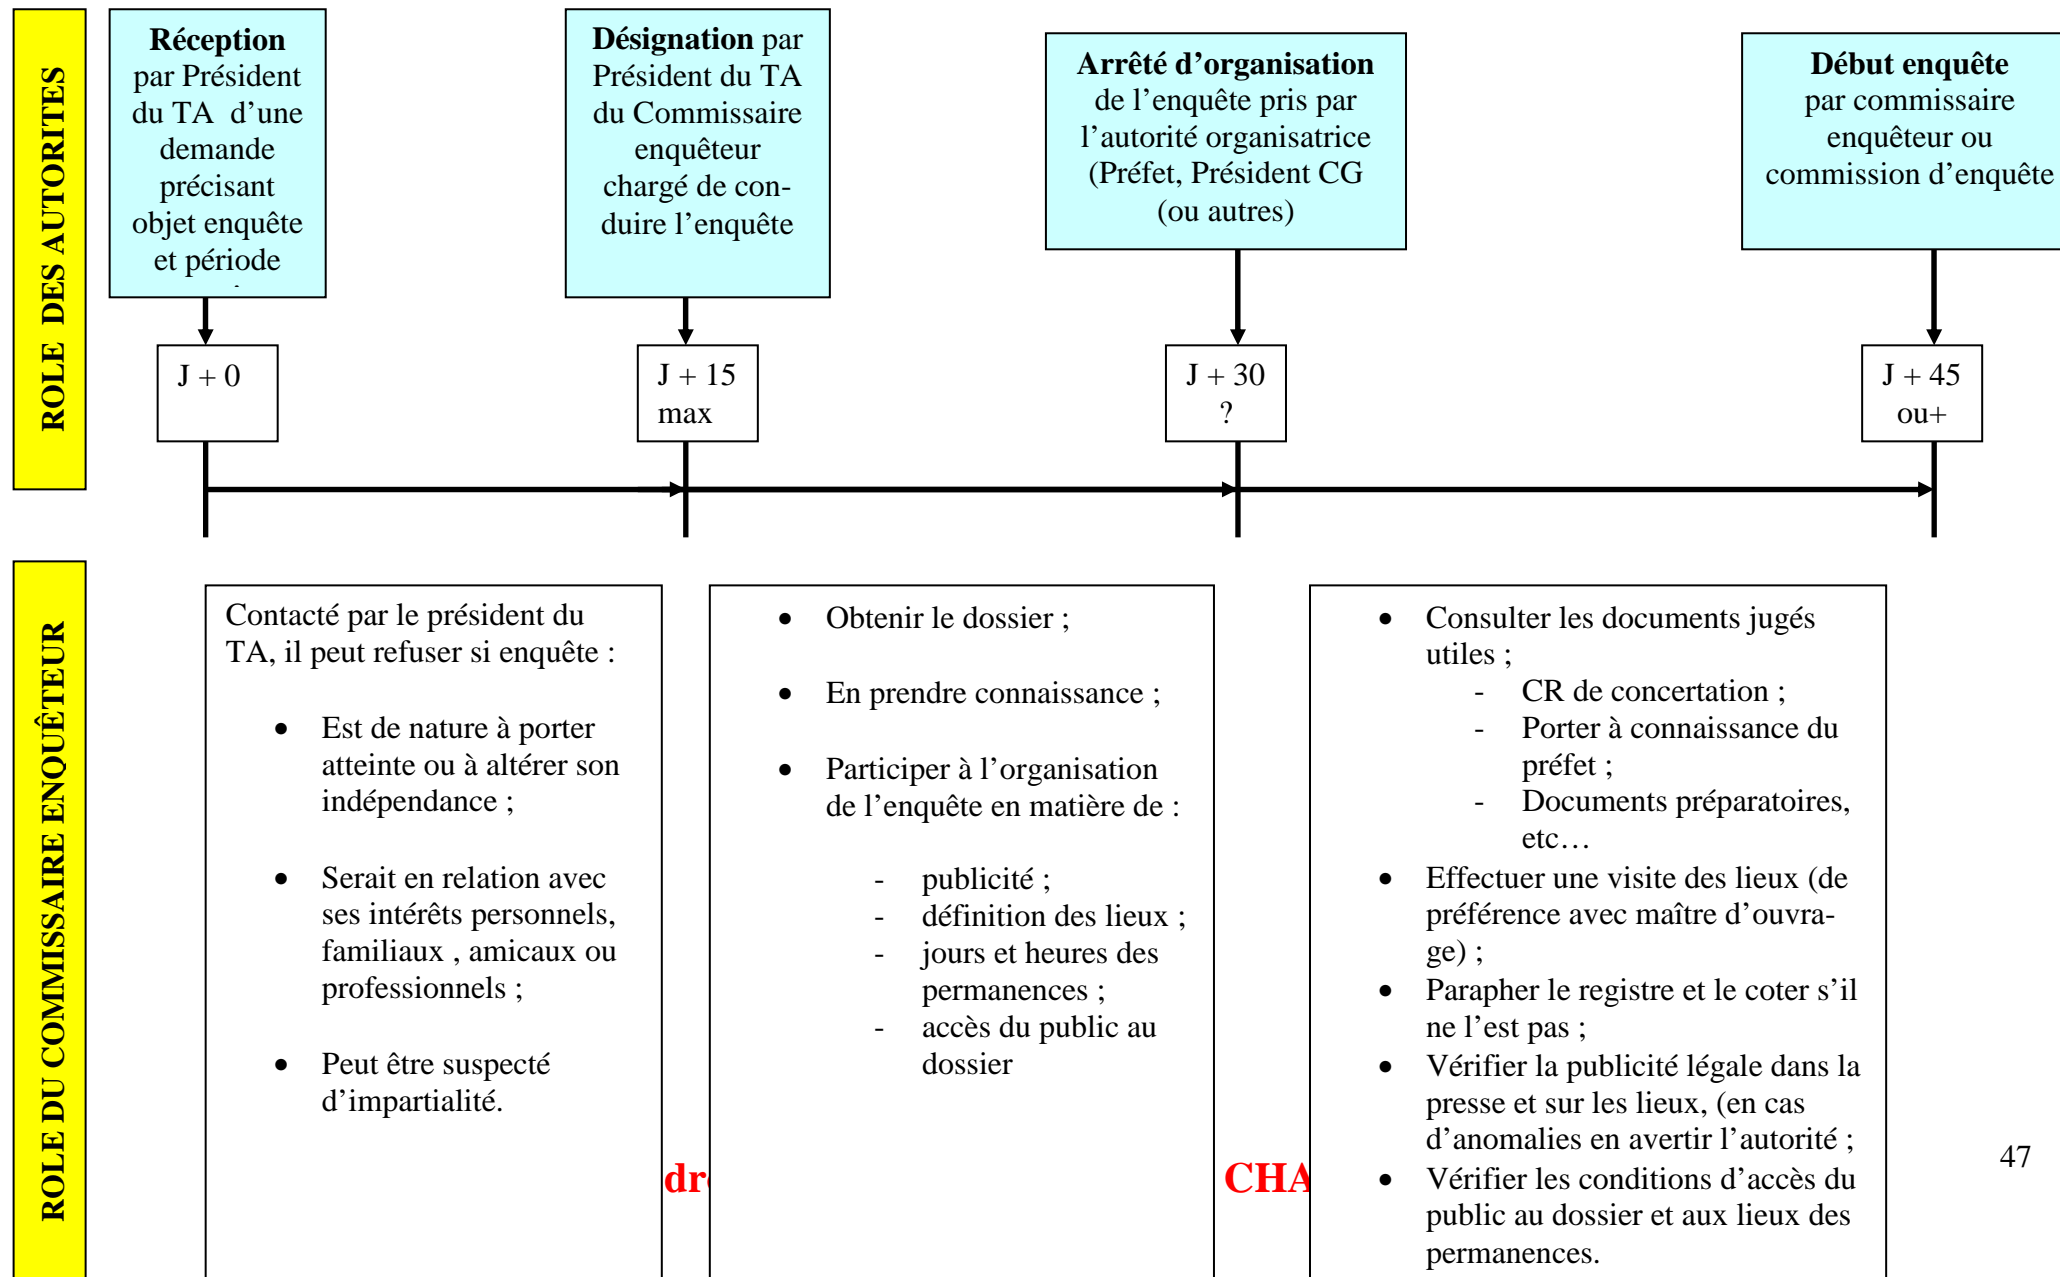 ROLE DES AUTORITES
Réception
par Président
du TA d’une
demande
précisant
objet enquête
et période
Désignation par
Président du TA
du Commissaire
enquêteur
chargé de con-
duire l’enquête
Arrêté d’organisation
de l’enquête pris par
l’autorité organisatrice
(Préfet, Président CG
(ou autres)
Début enquête
par commissaire
enquêteur ou
commission d’enquête
J + 0
J + 15
max
J + 30
?
J + 45
ou+
ROLE DU COMMISSAIRE ENQUÊTEUR
Contacté par le président du
TA, il peut refuser si enquête :
• Est de nature à porter
atteinte ou à altérer son
indépendance ;
• Serait en relation avec
ses intérêts personnels,
familiaux , amicaux ou
professionnels ;
• Peut être suspecté
d’impartialité.
• Obtenir le dossier ;
• En prendre connaissance ;
• Participer à l’organisation
de l’enquête en matière de :
- publicité ;
- définition des lieux ;
- jours et heures des
permanences ;
- accès du public au
dossier
• Consulter les documents jugés
utiles ;
- CR de concertation ;
- Porter à connaissance du
préfet ;
- Documents préparatoires,
etc…
• Effectuer une visite des lieux (de
préférence avec maître d’ouvra-
ge) ;
• Parapher le registre et le coter s’il
ne l’est pas ;
• Vérifier la publicité légale dans la
presse et sur les lieux, (en cas
d’anomalies en avertir l’autorité ;
• Vérifier les conditions d’accès du
public au dossier et aux lieux des
permanences.
47